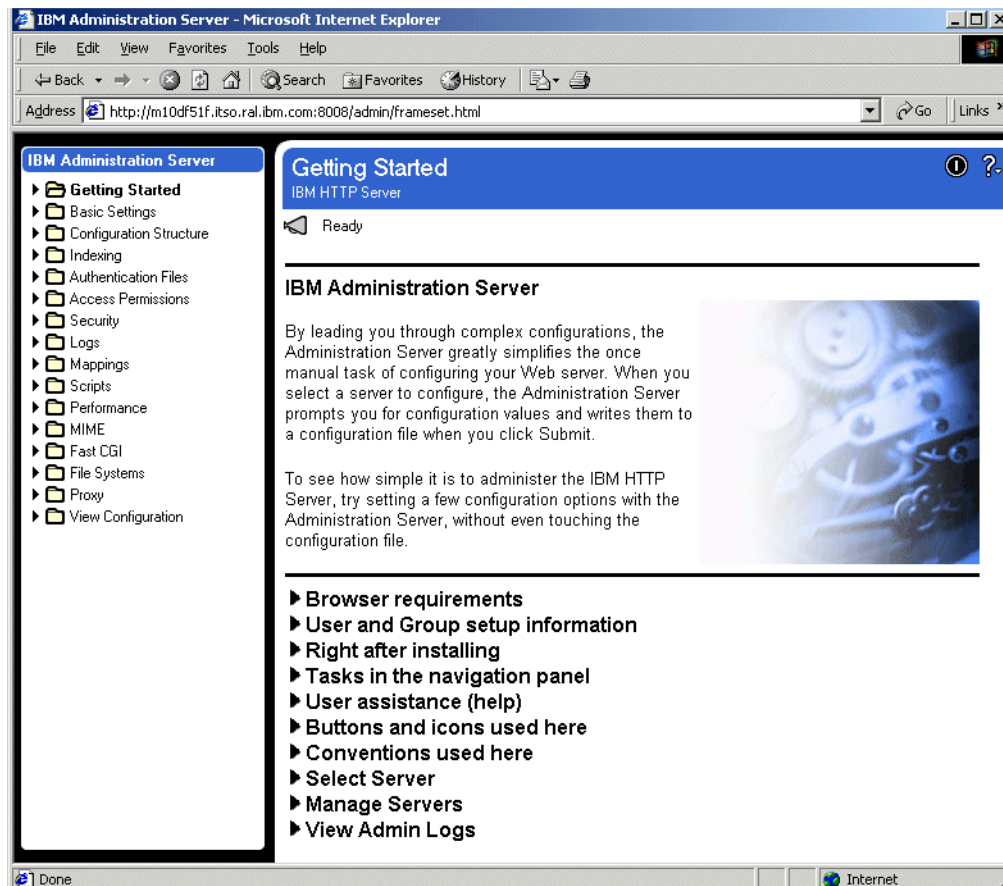 IBM Administration Server - Microsoft Internet Explorer
File Edit View Favorites Tools Help
Back Search Favorites History
Address http://m10df51f.itso.ral.ibm.com:8008/admin/frameset.html Go Links »
IBM Administration Server
Getting Started
Basic Settings
Configuration Structure
Indexing
Authentication Files
Access Permissions
Security
Logs
Mappings
Scripts
Performance
MIME
Fast CGI
File Systems
Proxy
View Configuration
Getting Started
IBM HTTP Server
Ready
IBM Administration Server
By leading you through complex configurations, the
Administration Server greatly simplifies the once
manual task of configuring your Web server. When you
select a server to configure, the Administration Server
prompts you for configuration values and writes them to
a configuration file when you click Submit.
To see how simple it is to administer the IBM HTTP
Server, try setting a few configuration options with the
Administration Server, without even touching the
configuration file.
Browser requirements
User and Group setup information
Right after installing
Tasks in the navigation panel
User assistance (help)
Buttons and icons used here
Conventions used here
Select Server
Manage Servers
View Admin Logs
Done Internet